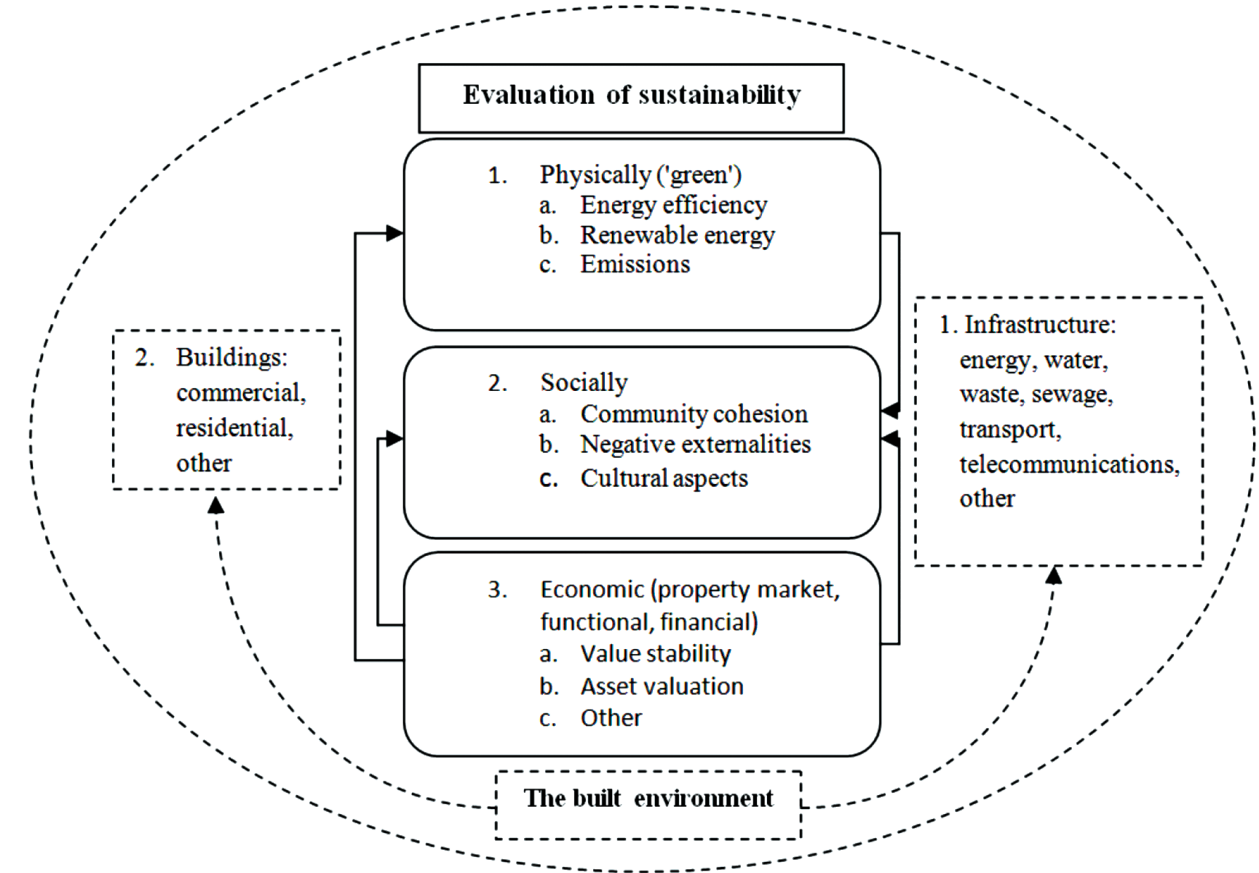 Evaluation of sustainability
1. Physically ('green')
a. Energy efficiency
b. Renewable energy
c. Emissions
2. Socially
a. Community cohesion
b. Negative externalities
c. Cultural aspects
3. Economic (property market,
functional, financial)
a. Value stability
b. Asset valuation
c. Other
2. Buildings:
commercial,
residential,
other
1. Infrastructure:
energy, water,
waste, sewage,
transport,
telecommunications,
other
The built environment